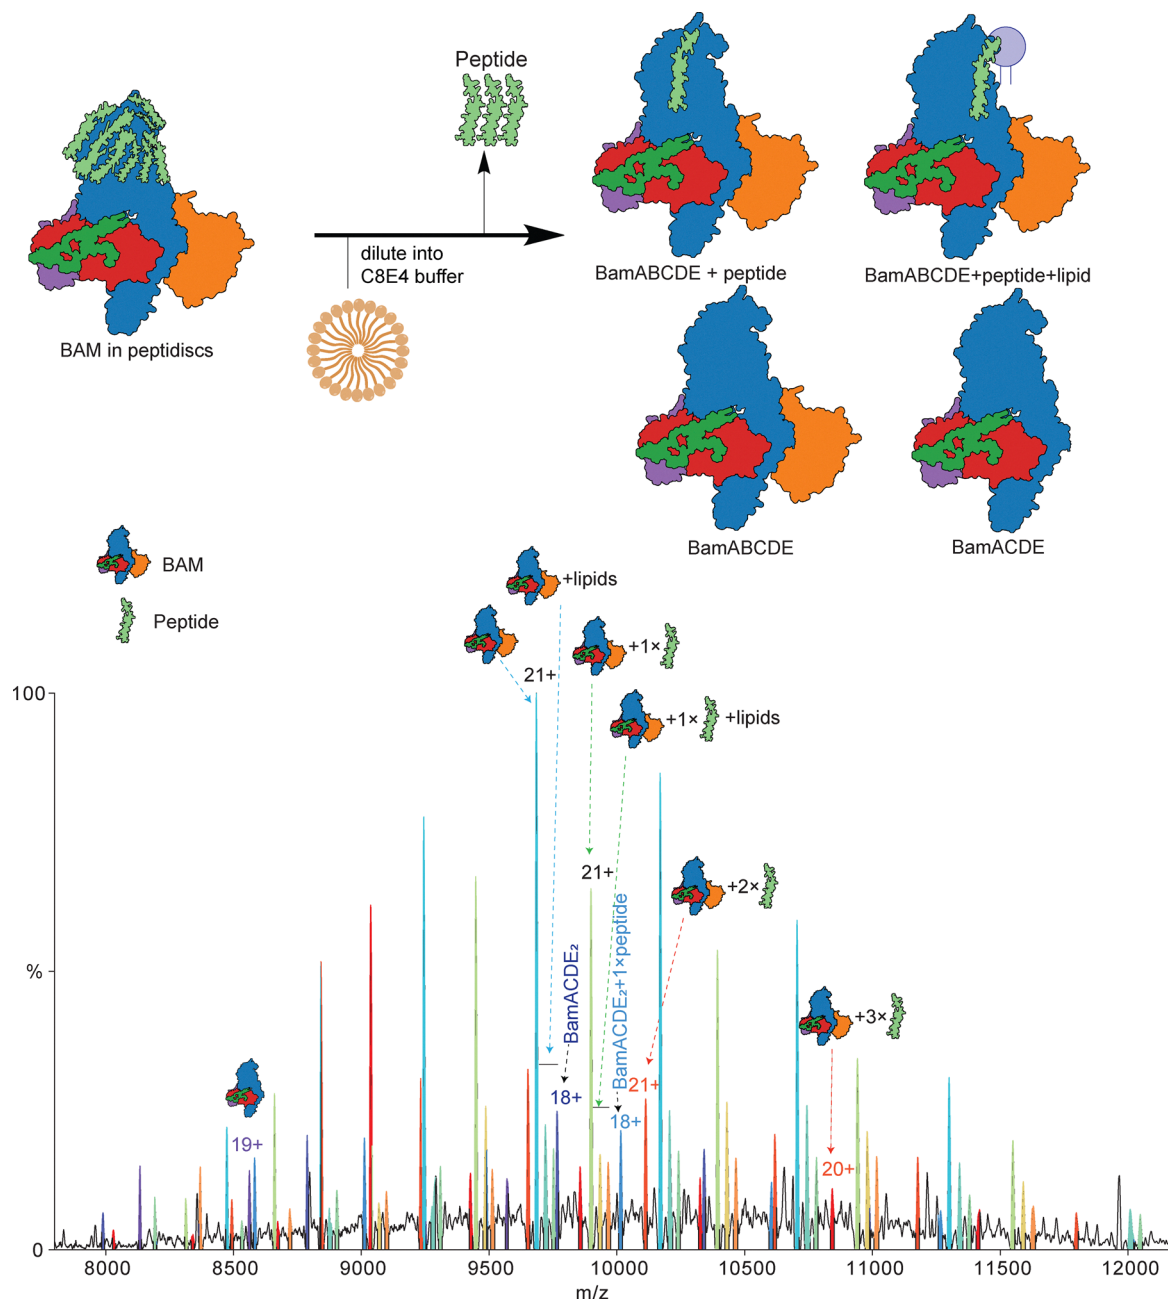 Peptide
dilute into
C8E4 buffer
BAM in peptidiscs
BamABCDE + peptide
BamABCDE+peptide+lipid
BamABCDE
BamACDE
BAM
Peptide
+lipids
21+
+1×
+1×
+lipids
21+
+2×
BamACDE₂
BamACDE₂+1×peptide
+3×
19+
18+
18+
21+
20+
100
%
0
8000 8500 9000 9500 10000 10500 11000 11500 12000
m/z